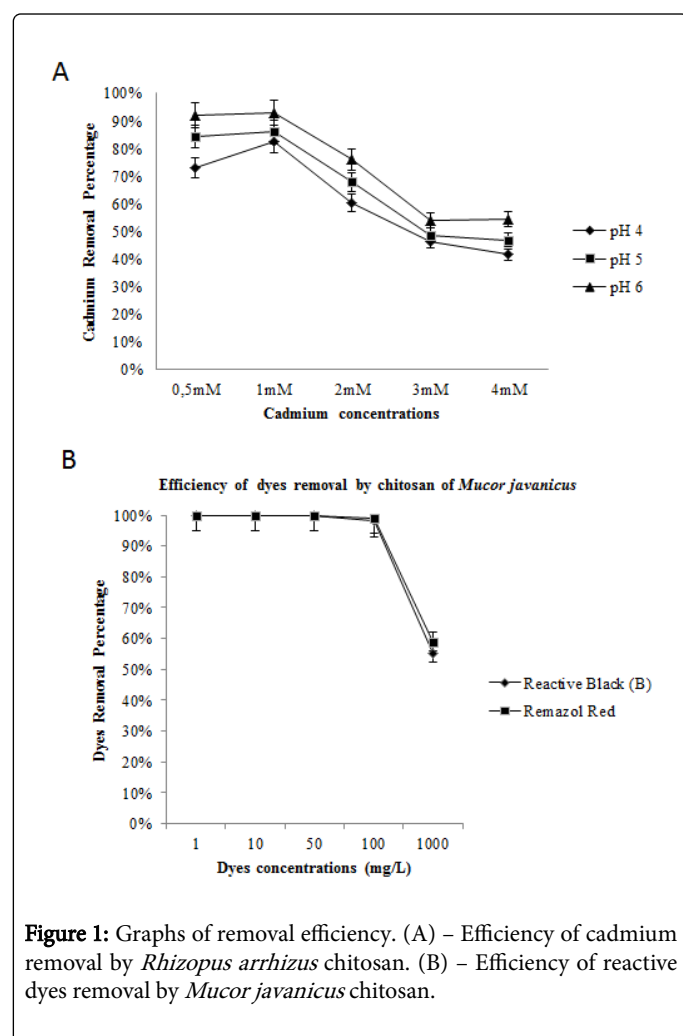 A
100%
90%
80%
70%
60%
50%
40%
30%
20%
10%
0%
Cadmium Removal Percentage
0,5mM 1mM 2mM 3mM 4mM
Cadmium concentrations
pH 4
pH 5
pH 6
B
Efficiency of dyes removal by chitosan of Mucor javanicus
100%
90%
80%
70%
60%
50%
40%
30%
20%
10%
0%
Dyes Removal Percentage
1 10 50 100 1000
Dyes concentrations (mg/L)
Reactive Black (B)
Remazol Red
Figure 1: Graphs of removal efficiency. (A) – Efficiency of cadmium
removal by Rhizopus arrhizus chitosan. (B) – Efficiency of reactive
dyes removal by Mucor javanicus chitosan.